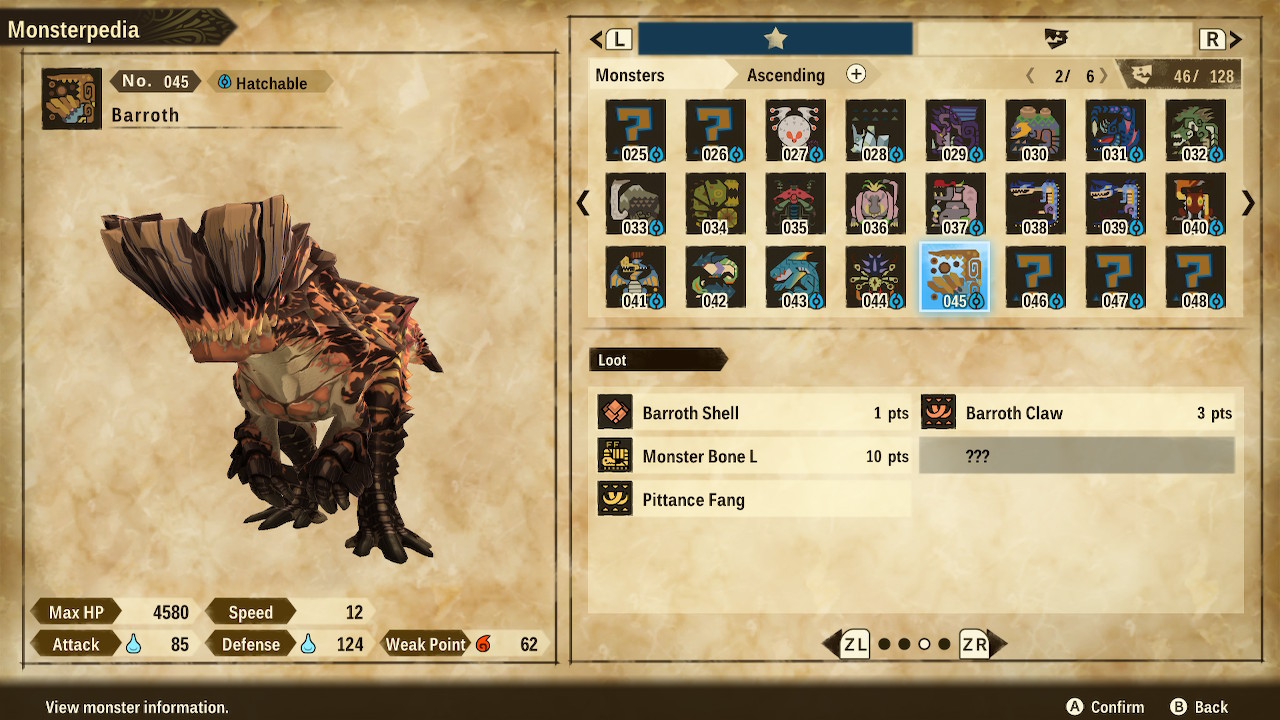 Monsterpedia
No. 045
Hatchable
Barroth
Max HP 4580
Speed 12
Attack 85
Defense 124
Weak Point 62
L
R
Monsters
Ascending
2/ 6
46/ 128
025 026 027 028 029 030 031 032
033 034 035 036 037 038 039 040
041 042 043 044 045 046 047 048
Loot
Barroth Shell 1 pts
Barroth Claw 3 pts
Monster Bone L 10 pts
???
Pittance Fang
ZL ZR
View monster information.
A Confirm
B Back